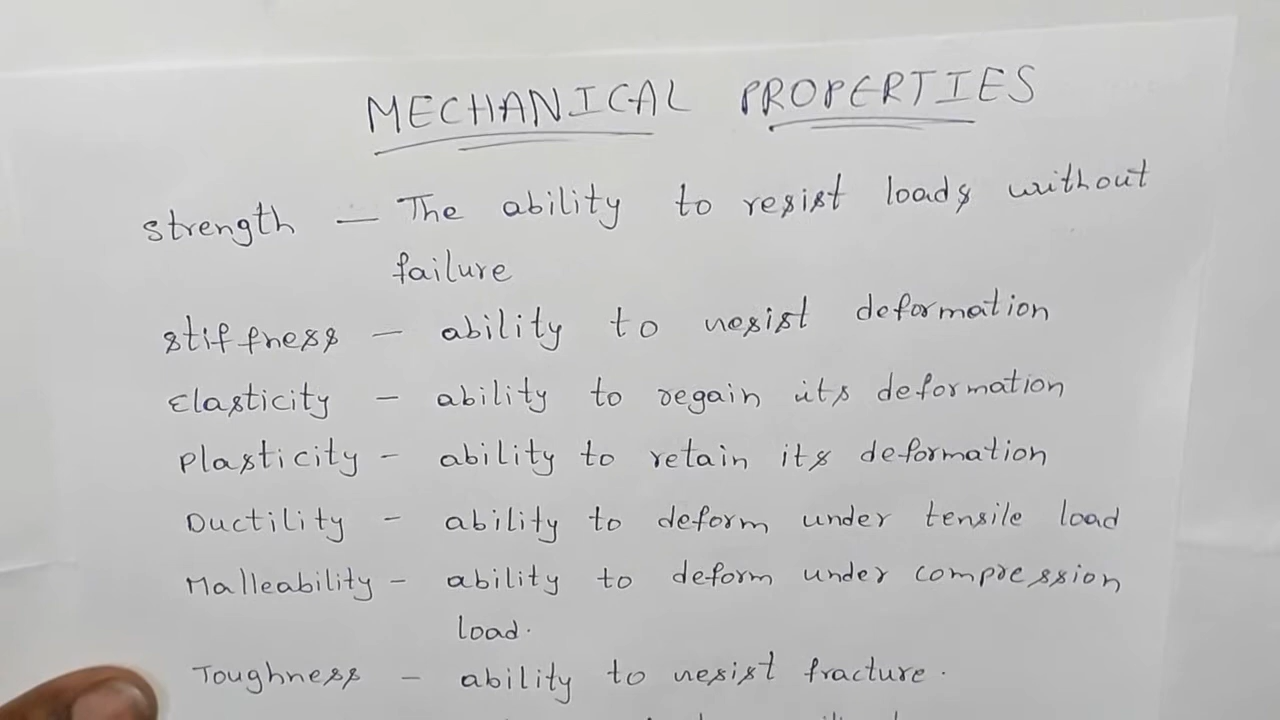 MECHANICAL PROPERTIES
strength - The ability to resist loads without
failure
stiffness - ability to resist deformation
Elasticity - ability to regain its deformation
Plasticity - ability to retain its deformation
Ductility - ability to deform under tensile load
Malleability - ability to deform under compression
load.
Toughness - ability to resist fracture.